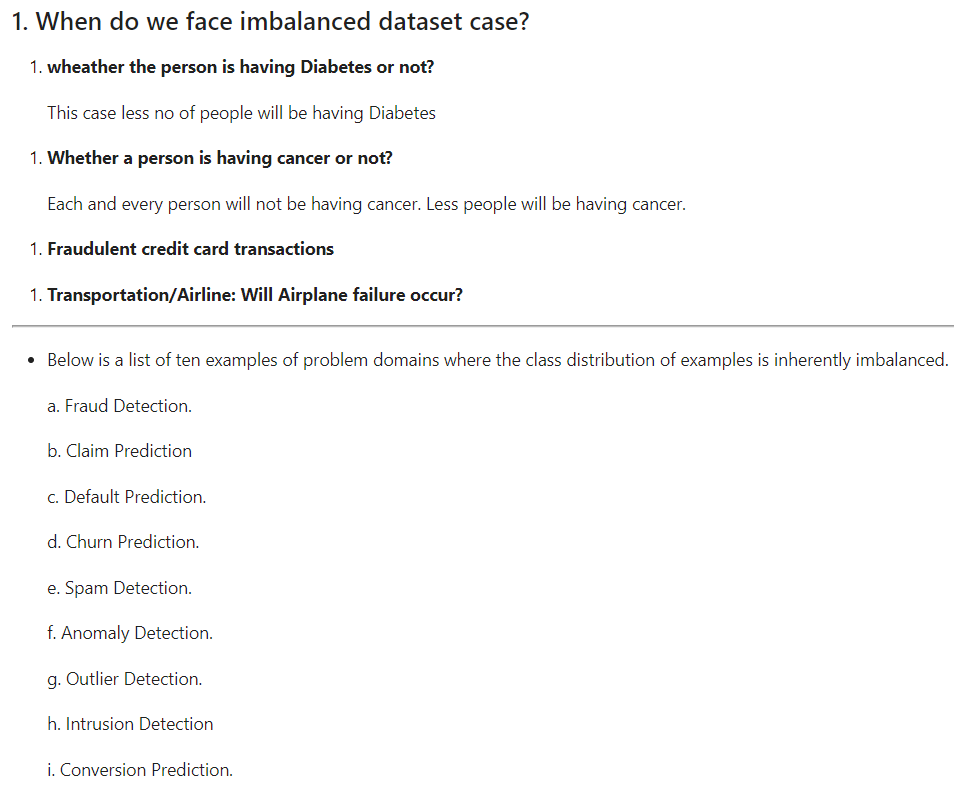 1. When do we face imbalanced dataset case?
1. wheather the person is having Diabetes or not?
This case less no of people will be having Diabetes
1. Whether a person is having cancer or not?
Each and every person will not be having cancer. Less people will be having cancer.
1. Fraudulent credit card transactions
1. Transportation/Airline: Will Airplane failure occur?
• Below is a list of ten examples of problem domains where the class distribution of examples is inherently imbalanced.
a. Fraud Detection.
b. Claim Prediction
c. Default Prediction.
d. Churn Prediction.
e. Spam Detection.
f. Anomaly Detection.
g. Outlier Detection.
h. Intrusion Detection
i. Conversion Prediction.